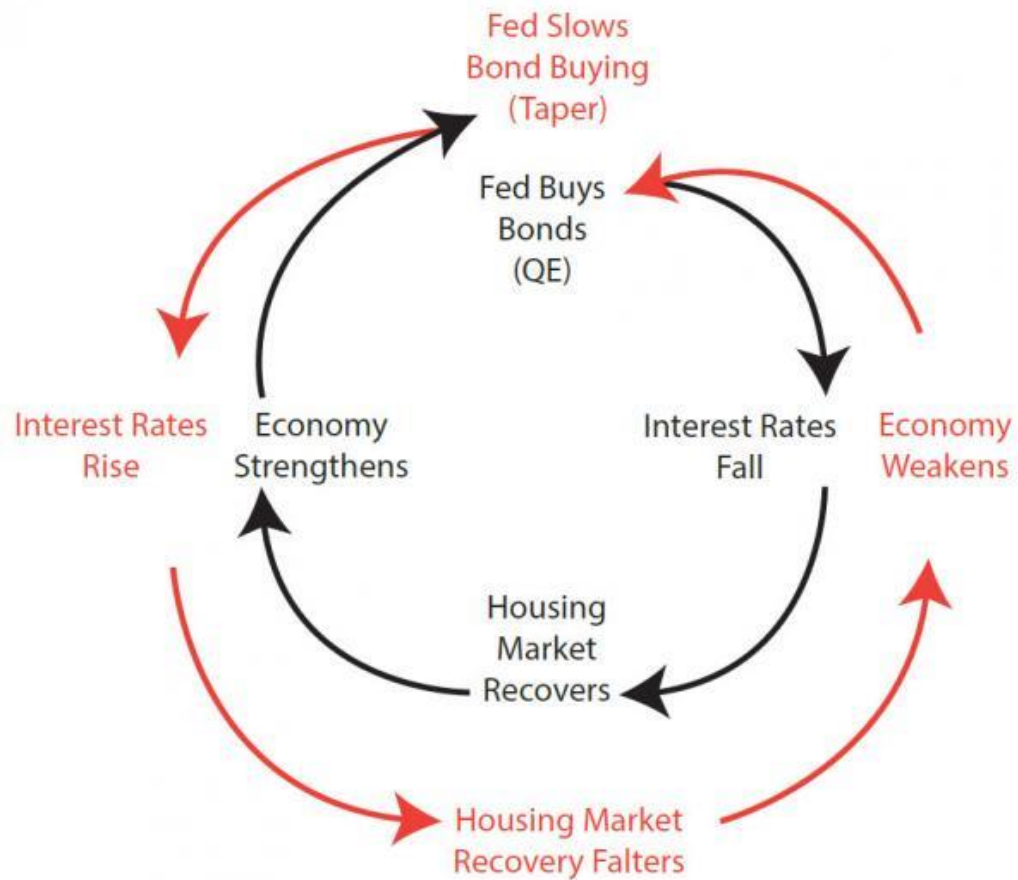 Fed Slows
Bond Buying
(Taper)
Fed Buys
Bonds
(QE)
Interest Rates
Rise
Economy
Strengthens
Interest Rates
Fall
Economy
Weakens
Housing
Market
Recovers
Housing Market
Recovery Falters